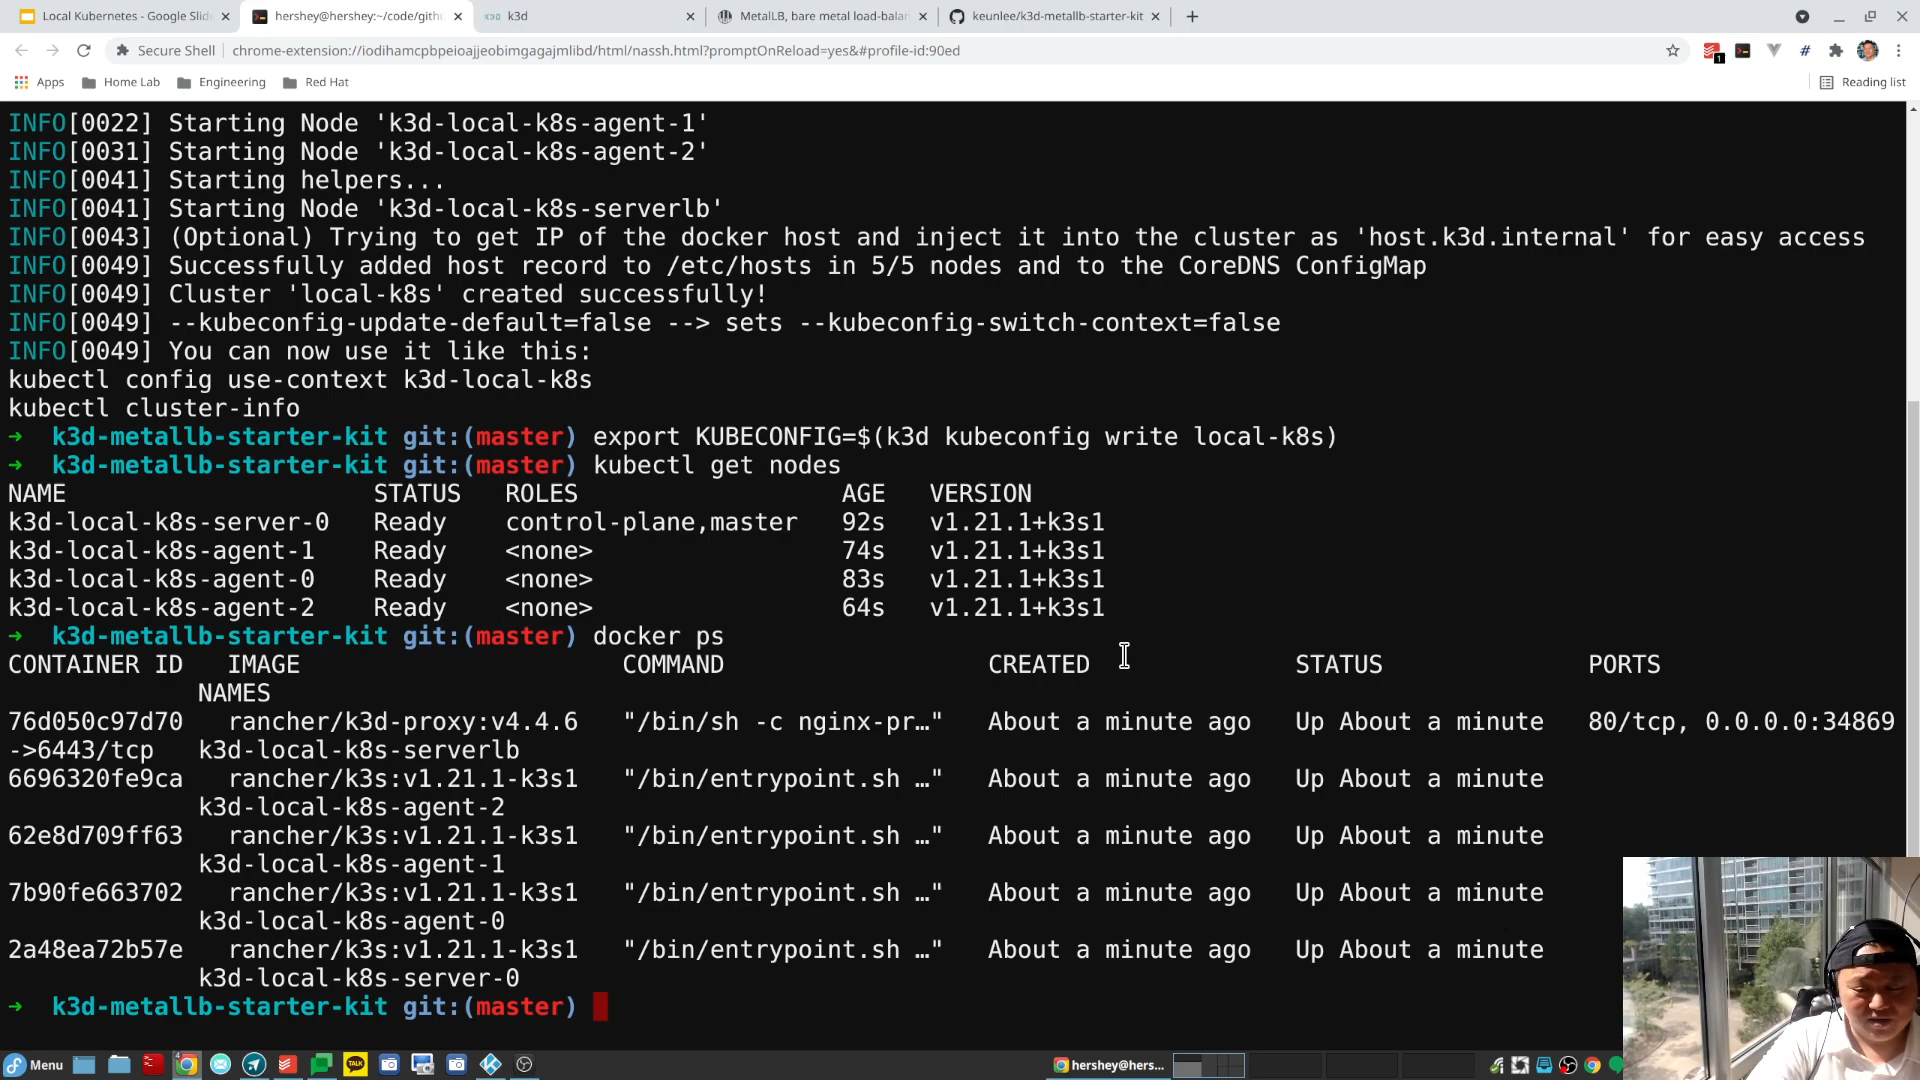 Local Kubernetes - Google Slide
hershey@hershey:~/code/gith
k3d
MetalLB, bare metal load-balan
keunlee/k3d-metallb-starter-kit
Secure Shell
chrome-extension://iodihamcpbpeioajjeobimgagajmlibd/html/nassh.html?promptOnReload=yes&#profile-id:90ed
Apps
Home Lab
Engineering
Red Hat
Reading list
INFO[0022] Starting Node 'k3d-local-k8s-agent-1'
INFO[0031] Starting Node 'k3d-local-k8s-agent-2'
INFO[0041] Starting helpers...
INFO[0041] Starting Node 'k3d-local-k8s-serverlb'
INFO[0043] (Optional) Trying to get IP of the docker host and inject it into the cluster as 'host.k3d.internal' for easy access
INFO[0049] Successfully added host record to /etc/hosts in 5/5 nodes and to the CoreDNS ConfigMap
INFO[0049] Cluster 'local-k8s' created successfully!
INFO[0049] --kubeconfig-update-default=false --> sets --kubeconfig-switch-context=false
INFO[0049] You can now use it like this:
kubectl config use-context k3d-local-k8s
kubectl cluster-info
➜ k3d-metallb-starter-kit git:(master) export KUBECONFIG=$(k3d kubeconfig write local-k8s)
➜ k3d-metallb-starter-kit git:(master) kubectl get nodes
NAME STATUS ROLES AGE VERSION
k3d-local-k8s-server-0 Ready control-plane,master 92s v1.21.1+k3s1
k3d-local-k8s-agent-1 Ready <none> 74s v1.21.1+k3s1
k3d-local-k8s-agent-0 Ready <none> 83s v1.21.1+k3s1
k3d-local-k8s-agent-2 Ready <none> 64s v1.21.1+k3s1
➜ k3d-metallb-starter-kit git:(master) docker ps
CONTAINER ID IMAGE COMMAND CREATED STATUS PORTS
NAMES
76d050c97d70 rancher/k3d-proxy:v4.4.6 "/bin/sh -c nginx-pr…" About a minute ago Up About a minute 80/tcp, 0.0.0.0:34869
->6443/tcp k3d-local-k8s-serverlb
6696320fe9ca rancher/k3s:v1.21.1-k3s1 "/bin/entrypoint.sh …" About a minute ago Up About a minute
k3d-local-k8s-agent-2
62e8d709ff63 rancher/k3s:v1.21.1-k3s1 "/bin/entrypoint.sh …" About a minute ago Up About a minute
k3d-local-k8s-agent-1
7b90fe663702 rancher/k3s:v1.21.1-k3s1 "/bin/entrypoint.sh …" About a minute ago Up About a minute
k3d-local-k8s-agent-0
2a48ea72b57e rancher/k3s:v1.21.1-k3s1 "/bin/entrypoint.sh …" About a minute ago Up About a minute
k3d-local-k8s-server-0
➜ k3d-metallb-starter-kit git:(master)
Menu
4
TALK
hershey@hers...